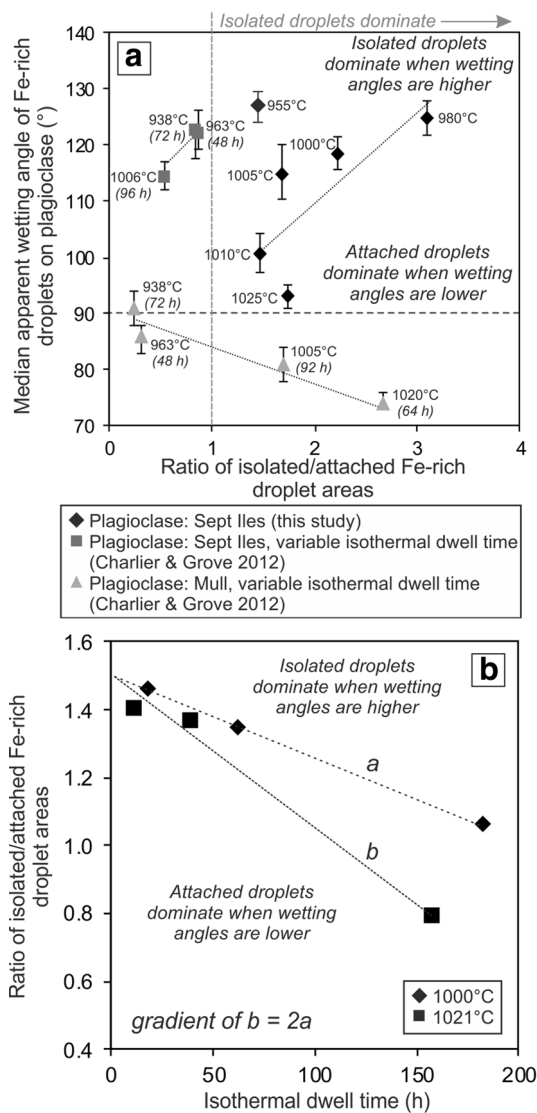 Isolated droplets dominate
a
Isolated droplets
dominate when wetting
angles are higher
Median apparent wetting angle of Fe-rich
droplets on plagioclase (°)
140
130
120
110
100
90
80
70
938°C
(72 h)
963°C
(48 h)
955°C
980°C
1000°C
1006°C
(96 h)
1005°C
1010°C
1025°C
Attached droplets
dominate when wetting
angles are lower
938°C
(72 h)
963°C
(48 h)
1005°C
(92 h)
1020°C
(64 h)
0
1
2
3
4
Ratio of isolated/attached Fe-rich
droplet areas
Plagioclase: Sept Iles (this study)
Plagioclase: Sept Iles, variable isothermal dwell time
(Charlier & Grove 2012)
Plagioclase: Mull, variable isothermal dwell time
(Charlier & Grove 2012)
b
Isolated droplets
dominate when wetting
angles are higher
Ratio of isolated/attached Fe-rich
droplet areas
1.6
1.4
1.2
1.0
0.8
0.6
0.4
a
b
Attached droplets
dominate when wetting
angles are lower
gradient of b = 2a
1000°C
1021°C
0
50
100
150
200
Isothermal dwell time (h)